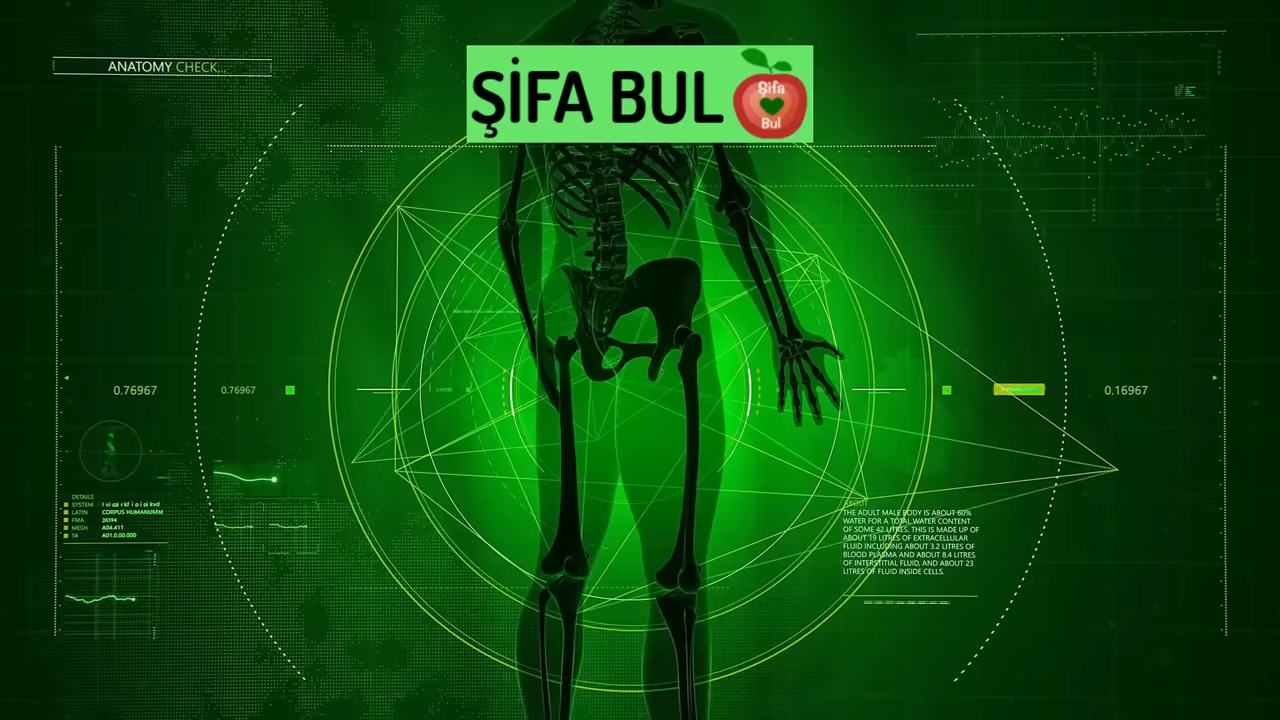 ANATOMY CHECK...
ŞİFA BUL
Şifa
Bul
0.76967
0.76967
0.16967
DETAILS
SYSTEM
LATIN CORPUS HUMANUMM
FMA 20394
MESH A04.411
TA A01.0.00.000
ABOUT
THE ADULT MALE BODY IS ABOUT 60%
WATER FOR A TOTAL WATER CONTENT
OF SOME 42 LITRES. THIS IS MADE UP OF
ABOUT 19 LITRES OF EXTRACELLULAR
FLUID INCLUDING ABOUT 3.2 LITRES OF
BLOOD PLASMA AND ABOUT 8.4 LITRES
OF INTERSTITIAL FLUID, AND ABOUT 23
LITRES OF FLUID INSIDE CELLS.